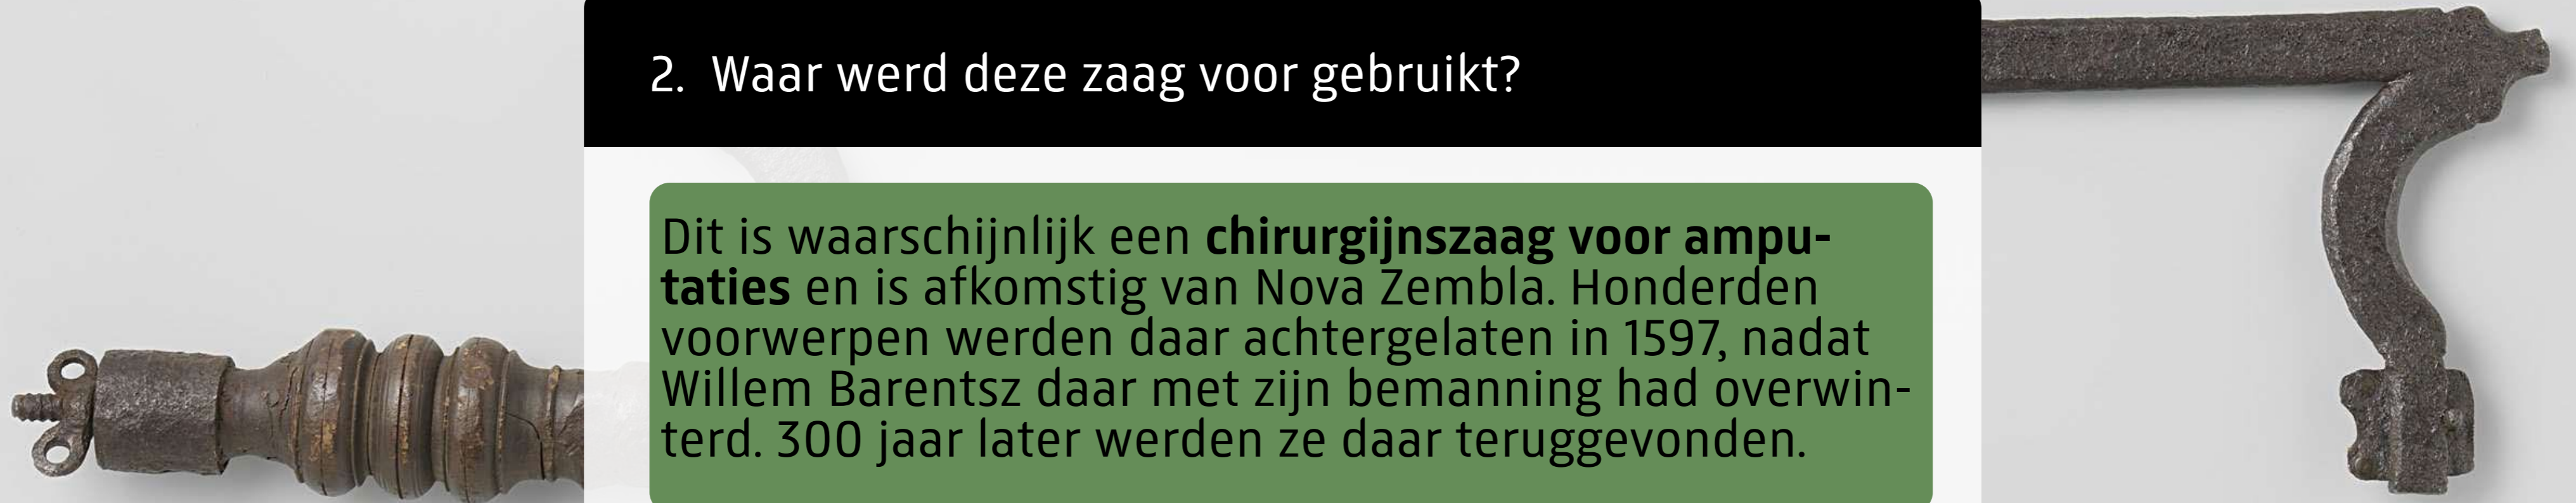 2. Waar werd deze zaag voor gebruikt?
Dit is waarschijnlijk een chirurgijnszaag voor ampu-
taties en is afkomstig van Nova Zembla. Honderden
voorwerpen werden daar achtergelaten in 1597, nadat
Willem Barentsz daar met zijn bemanning had overwin-
terd. 300 jaar later werden ze daar teruggevonden.